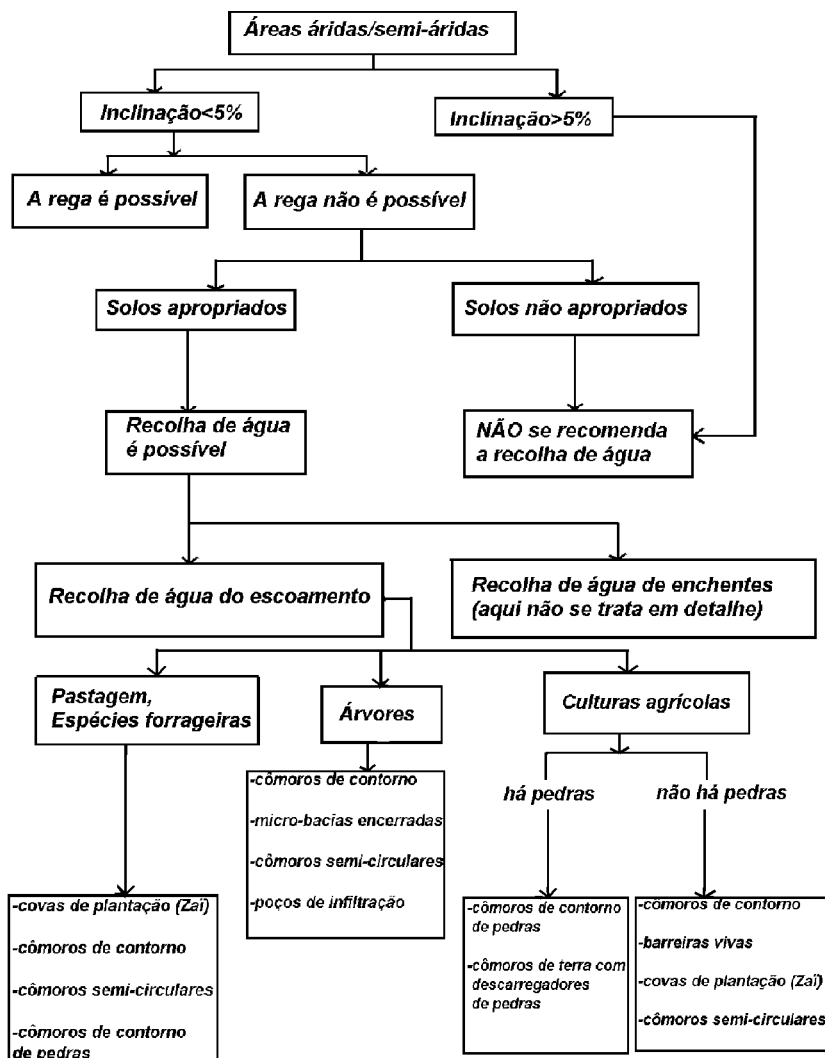 Áreas áridas/semi-áridas
Inclinação<5%
Inclinação>5%
A rega é possível
A rega não é possível
Solos apropriados
Solos não apropriados
Recolha de água
é possível
NÃO se recomenda
a recolha de água
Recolha de água do escoamento
Recolha de água de enchentes
(aqui não se trata em detalhe)
Pastagem,
Espécies forrageiras
Árvores
Culturas agrícolas
há pedras
não há pedras
-covas de plantação (Zaï)
-cômoros de contorno
-cômoros semi-circulares
-cômoros de contorno
de pedras
-cômoros de contorno
-micro-bacias encerradas
-cômoros semi-circulares
-poços de infiltração
-cômoros de contorno
de pedras
-cômoros de terra com
descarregadores
de pedras
-cômoros de contorno
-barreiras vivas
-covas de plantação (Zaï)
-cômoros semi-circulares